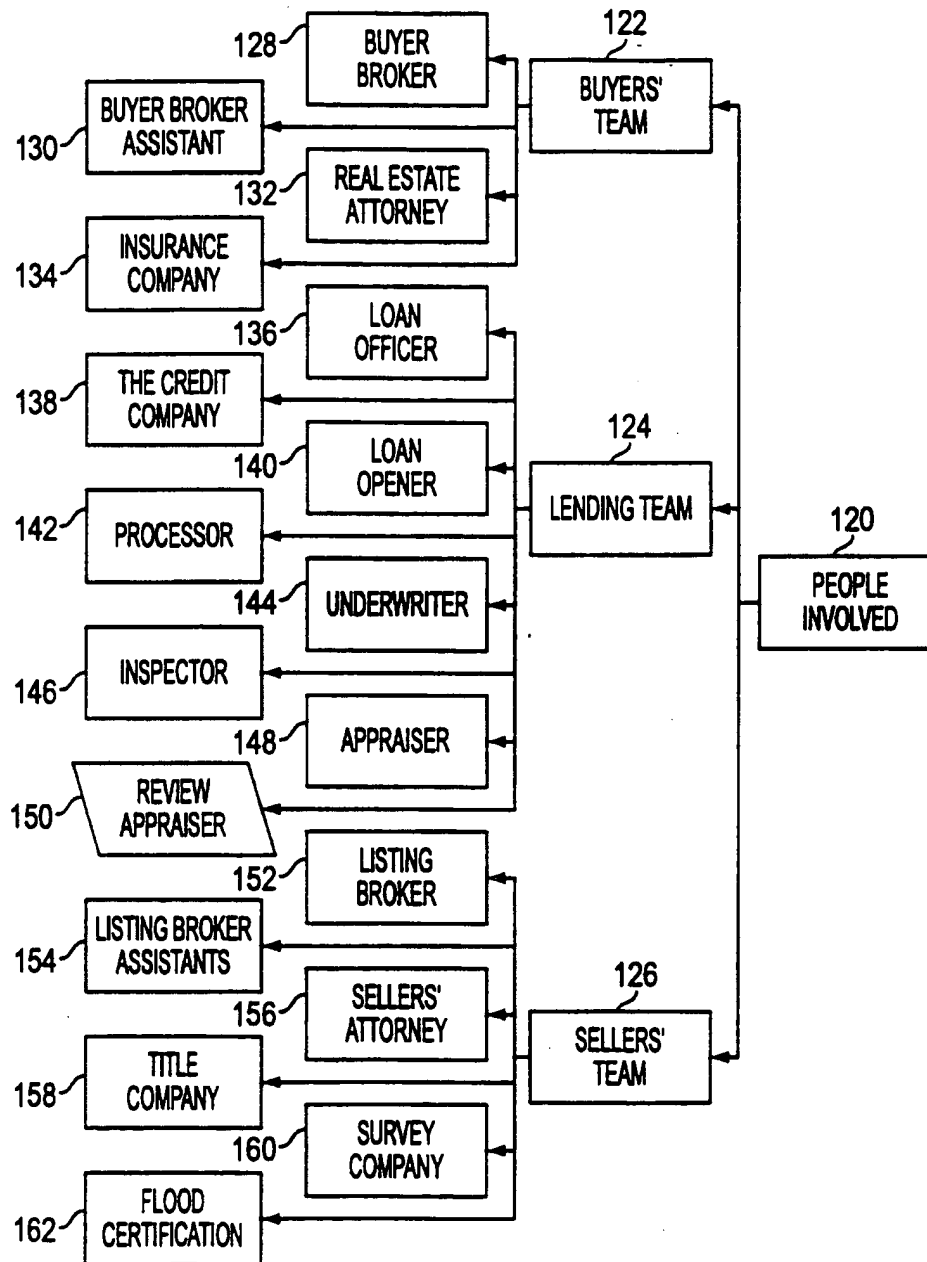 128
BUYER
BROKER
122
BUYERS'
TEAM
130
BUYER BROKER
ASSISTANT
132
REAL ESTATE
ATTORNEY
134
INSURANCE
COMPANY
136
LOAN
OFFICER
138
THE CREDIT
COMPANY
140
LOAN
OPENER
124
LENDING TEAM
142
PROCESSOR
120
PEOPLE
INVOLVED
144
UNDERWRITER
146
INSPECTOR
148
APPRAISER
150
REVIEW
APPRAISER
152
LISTING
BROKER
154
LISTING BROKER
ASSISTANTS
156
SELLERS'
ATTORNEY
126
SELLERS'
TEAM
158
TITLE
COMPANY
160
SURVEY
COMPANY
162
FLOOD
CERTIFICATION